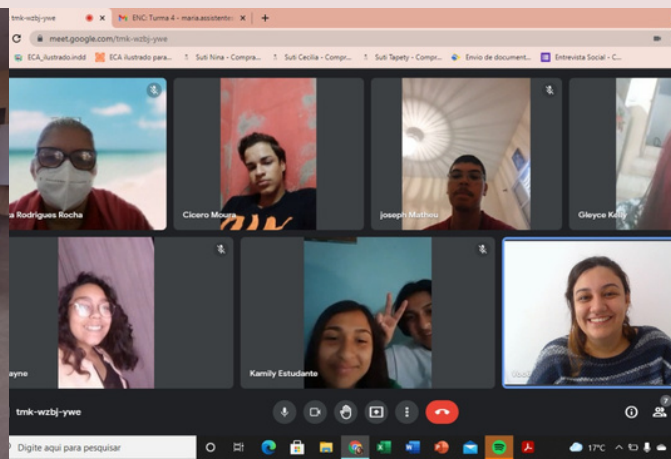 tmk-wzbj-ywe
ENC: Turma 4 - maria.assistente
meet.google.com/tmk-wzbj-ywe
ECA_ilustrado.indd
ECA ilustrado para...
Suti Nina - Compra...
Suti Cecilia - Compr...
Suti Tapety - Compr...
Envio de document...
Entrevista Social - C...
a Rodrigues Rocha
Cicero Moura
joseph Matheu
Gleyce Kelly
ayne
Kamily Estudante
Você
tmk-wzbj-ywe
7
Digite aqui para pesquisar
17°C